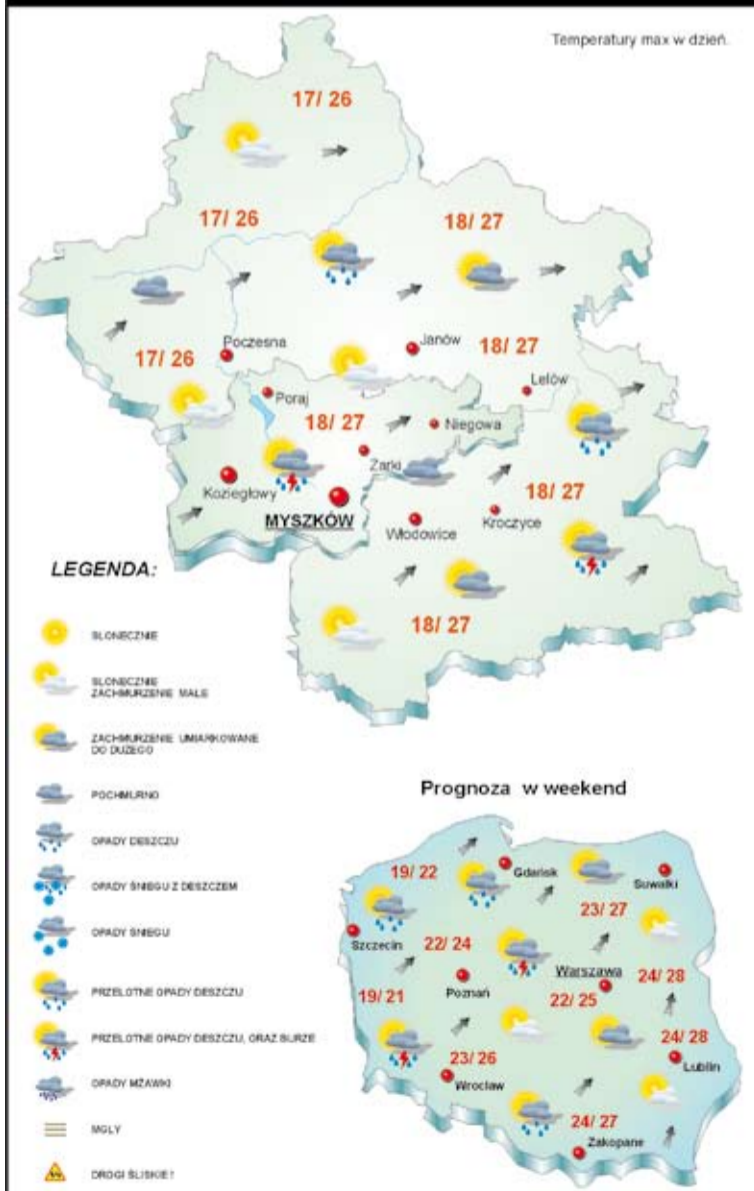 Temperatury max w dzień.
17/ 26
17/ 26
18/ 27
Poczesna
Janów
17/ 26
18/ 27
Lelów
Poraj
18/ 27
Niegowa
Żarki
Koziegłowy
MYSZKÓW
18/ 27
Kroczyce
Włodowice
18/ 27
LEGENDA:
SŁONECZNIE
SŁONECZNIE
ZACHMURZENIE MAŁE
ZACHMURZENIE UMIARKOWANE
DO DUŻEGO
POCHMURNO
OPADY DESZCZU
OPADY ŚNIEGU Z DESZCZEM
OPADY ŚNIEGU
PRZELOTNE OPADY DESZCZU
PRZELOTNE OPADY DESZCZU, ORAZ BURZE
OPADY MŻAWKI
MGŁY
DROGI ŚLISKIE !
Prognoza w weekend
19/ 22
Gdańsk
Suwałki
23/ 27
Szczecin
22/ 24
Warszawa
24/ 28
Poznań
19/ 21
22/ 25
24/ 28
Lublin
23/ 26
Wrocław
24/ 27
Zakopane